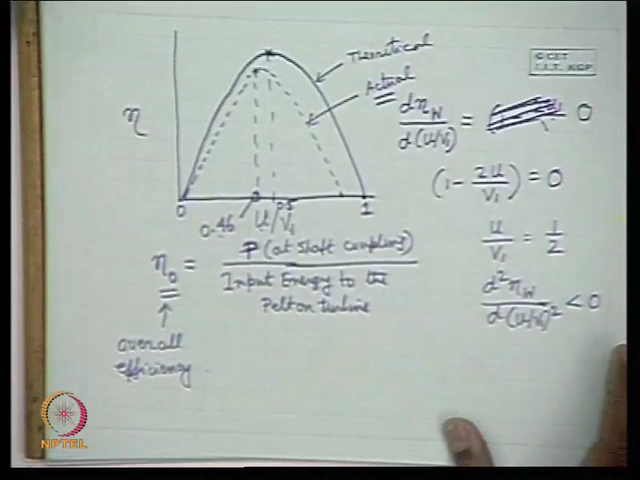 © CET
I.I.T. KGP
Theoretical
Actual
η
0
0.46
U/V₁
0.5
1
dη_W / d(U/V₁) = 0
(1 - 2U/V₁) = 0
U/V₁ = 1/2
d²η_W / d(U/V₁)² < 0
η₀ = P (at shaft coupling) / Input Energy to the Pelton turbine
overall
efficiency
NPTEL